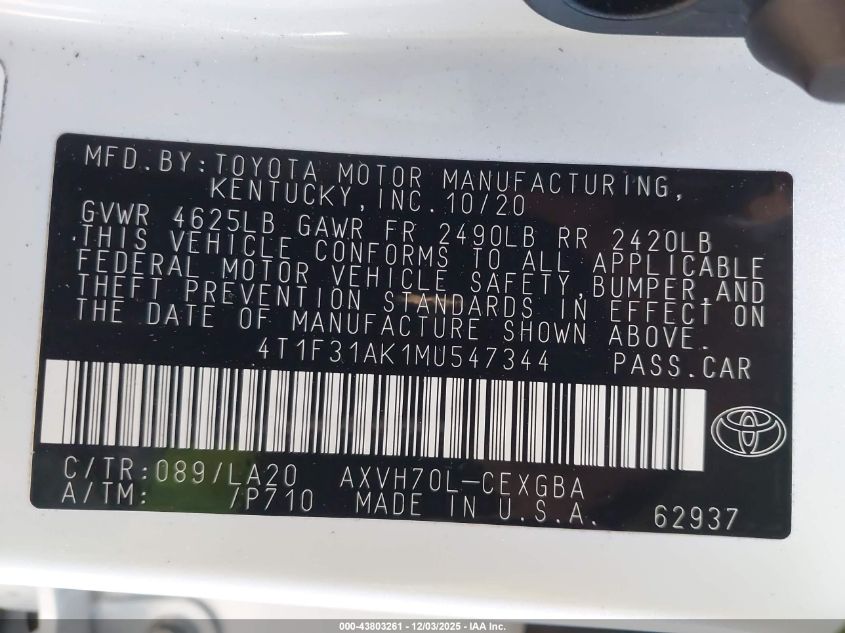 MFD.BY:TOYOTA MOTOR MANUFACTURING,
KENTUCKY,INC.10/20
GVWR 4625LB GAWR FR 2490LB RR 2420LB
THIS VEHICLE CONFORMS TO ALL APPLICABLE
FEDERAL MOTOR VEHICLE SAFETY,BUMPER,AND
THEFT PREVENTION STANDARDS IN EFFECT ON
THE DATE OF MANUFACTURE SHOWN ABOVE.
4T1F31AK1MU547344 PASS.CAR
C/TR:089/LA20 AXVH70L-CEXGBA
A/TM: /P710 MADE IN U.S.A. 62937
000-43803261 - 12/03/2025 - IAA Inc.